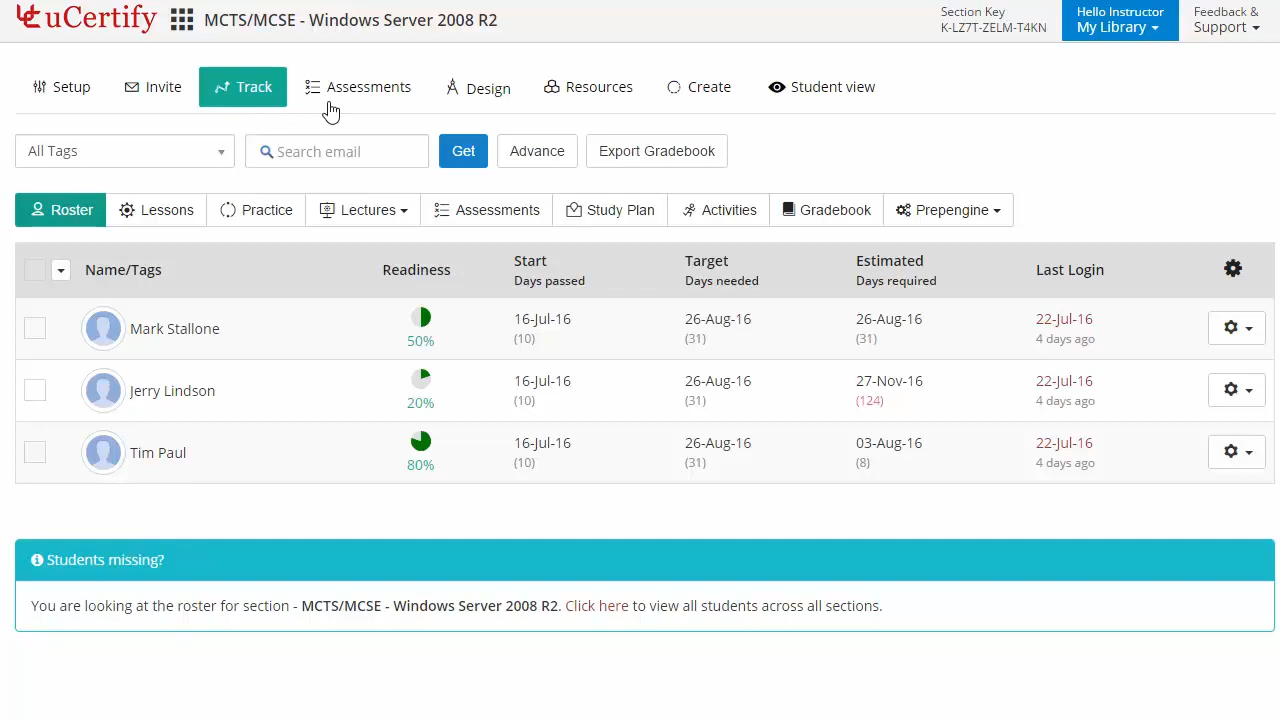 uCertify MCTS/MCSE - Windows Server 2008 R2
Section Key
K-LZ7T-ZELM-T4KN
Hello Instructor
My Library
Feedback &
Support
Setup Invite Track Assessments Design Resources Create Student view
All Tags Search email Get Advance Export Gradebook
Roster Lessons Practice Lectures Assessments Study Plan Activities Gradebook Prepengine
Name/Tags Readiness Start Target Estimated Last Login
Days passed Days needed Days required
Mark Stallone 50% 16-Jul-16 26-Aug-16 26-Aug-16 22-Jul-16
(10) (31) (31) 4 days ago
Jerry Lindson 20% 16-Jul-16 26-Aug-16 27-Nov-16 22-Jul-16
(10) (31) (124) 4 days ago
Tim Paul 80% 16-Jul-16 26-Aug-16 03-Aug-16 22-Jul-16
(10) (31) (8) 4 days ago
Students missing?
You are looking at the roster for section - MCTS/MCSE - Windows Server 2008 R2. Click here to view all students across all sections.